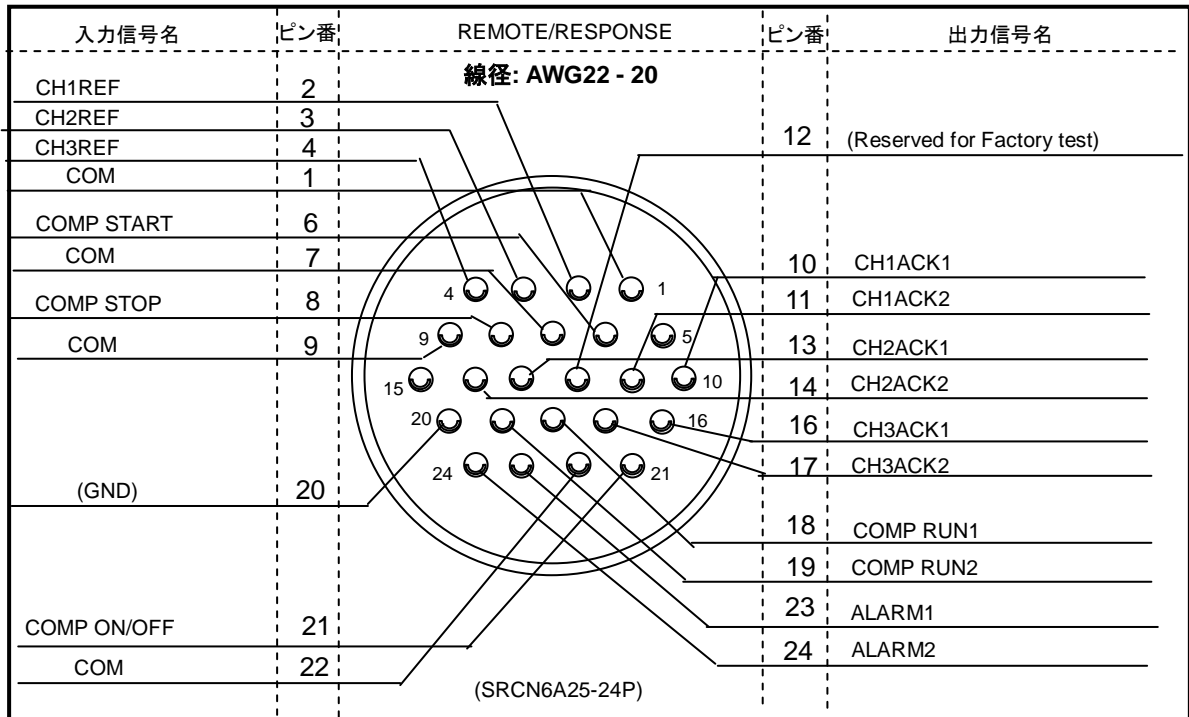 入力信号名 ピン番 REMOTE/RESPONSE ピン番 出力信号名
線径: AWG22 - 20
CH1REF 2
CH2REF 3
CH3REF 4
COM 1
COMP START 6
COM 7
COMP STOP 8
COM 9
(GND) 20
COMP ON/OFF 21
COM 22
4 1
9 5
15 10
20 16
24 21
(SRCN6A25-24P)
12 (Reserved for Factory test)
10 CH1ACK1
11 CH1ACK2
13 CH2ACK1
14 CH2ACK2
16 CH3ACK1
17 CH3ACK2
18 COMP RUN1
19 COMP RUN2
23 ALARM1
24 ALARM2